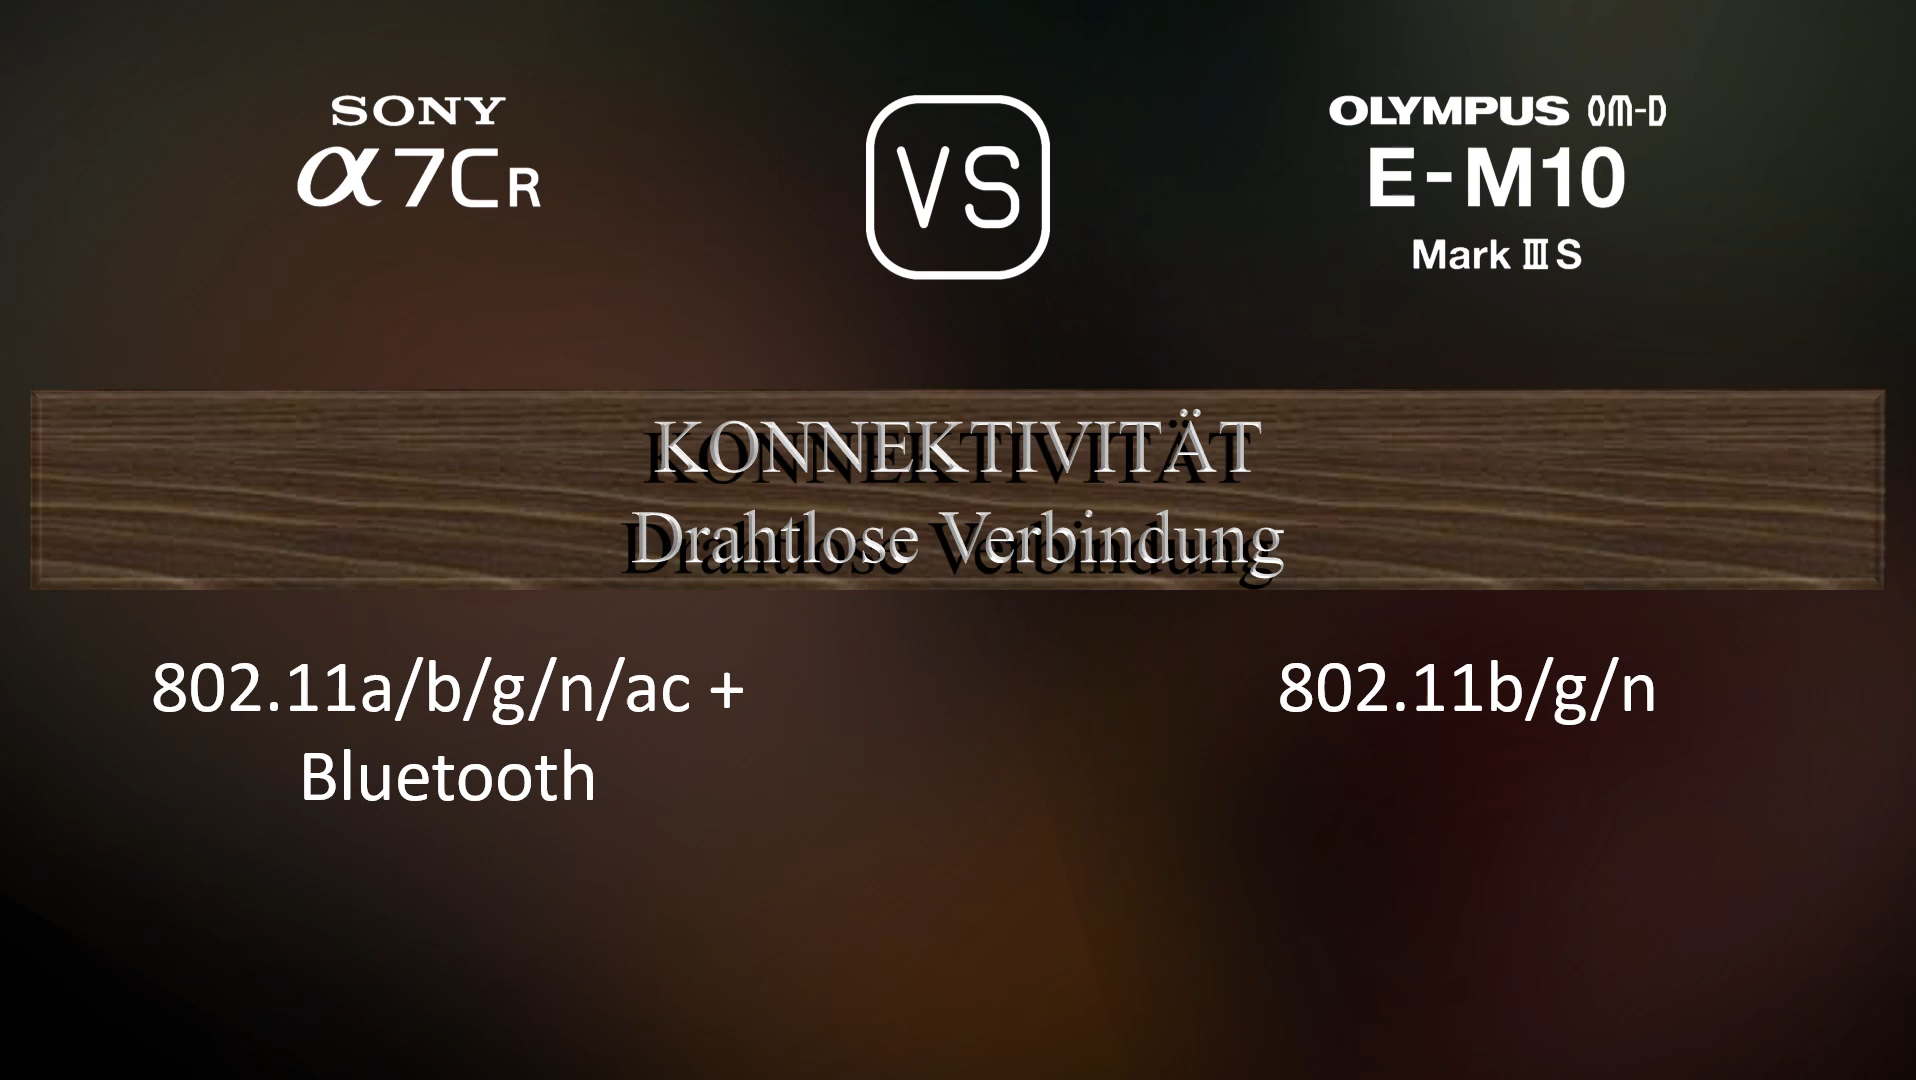 SONY
α7CR
VS
OLYMPUS OM-D
E-M10
Mark III S
KONNEKTIVITÄT
Drahtlose Verbindung
802.11a/b/g/n/ac +
Bluetooth
802.11b/g/n